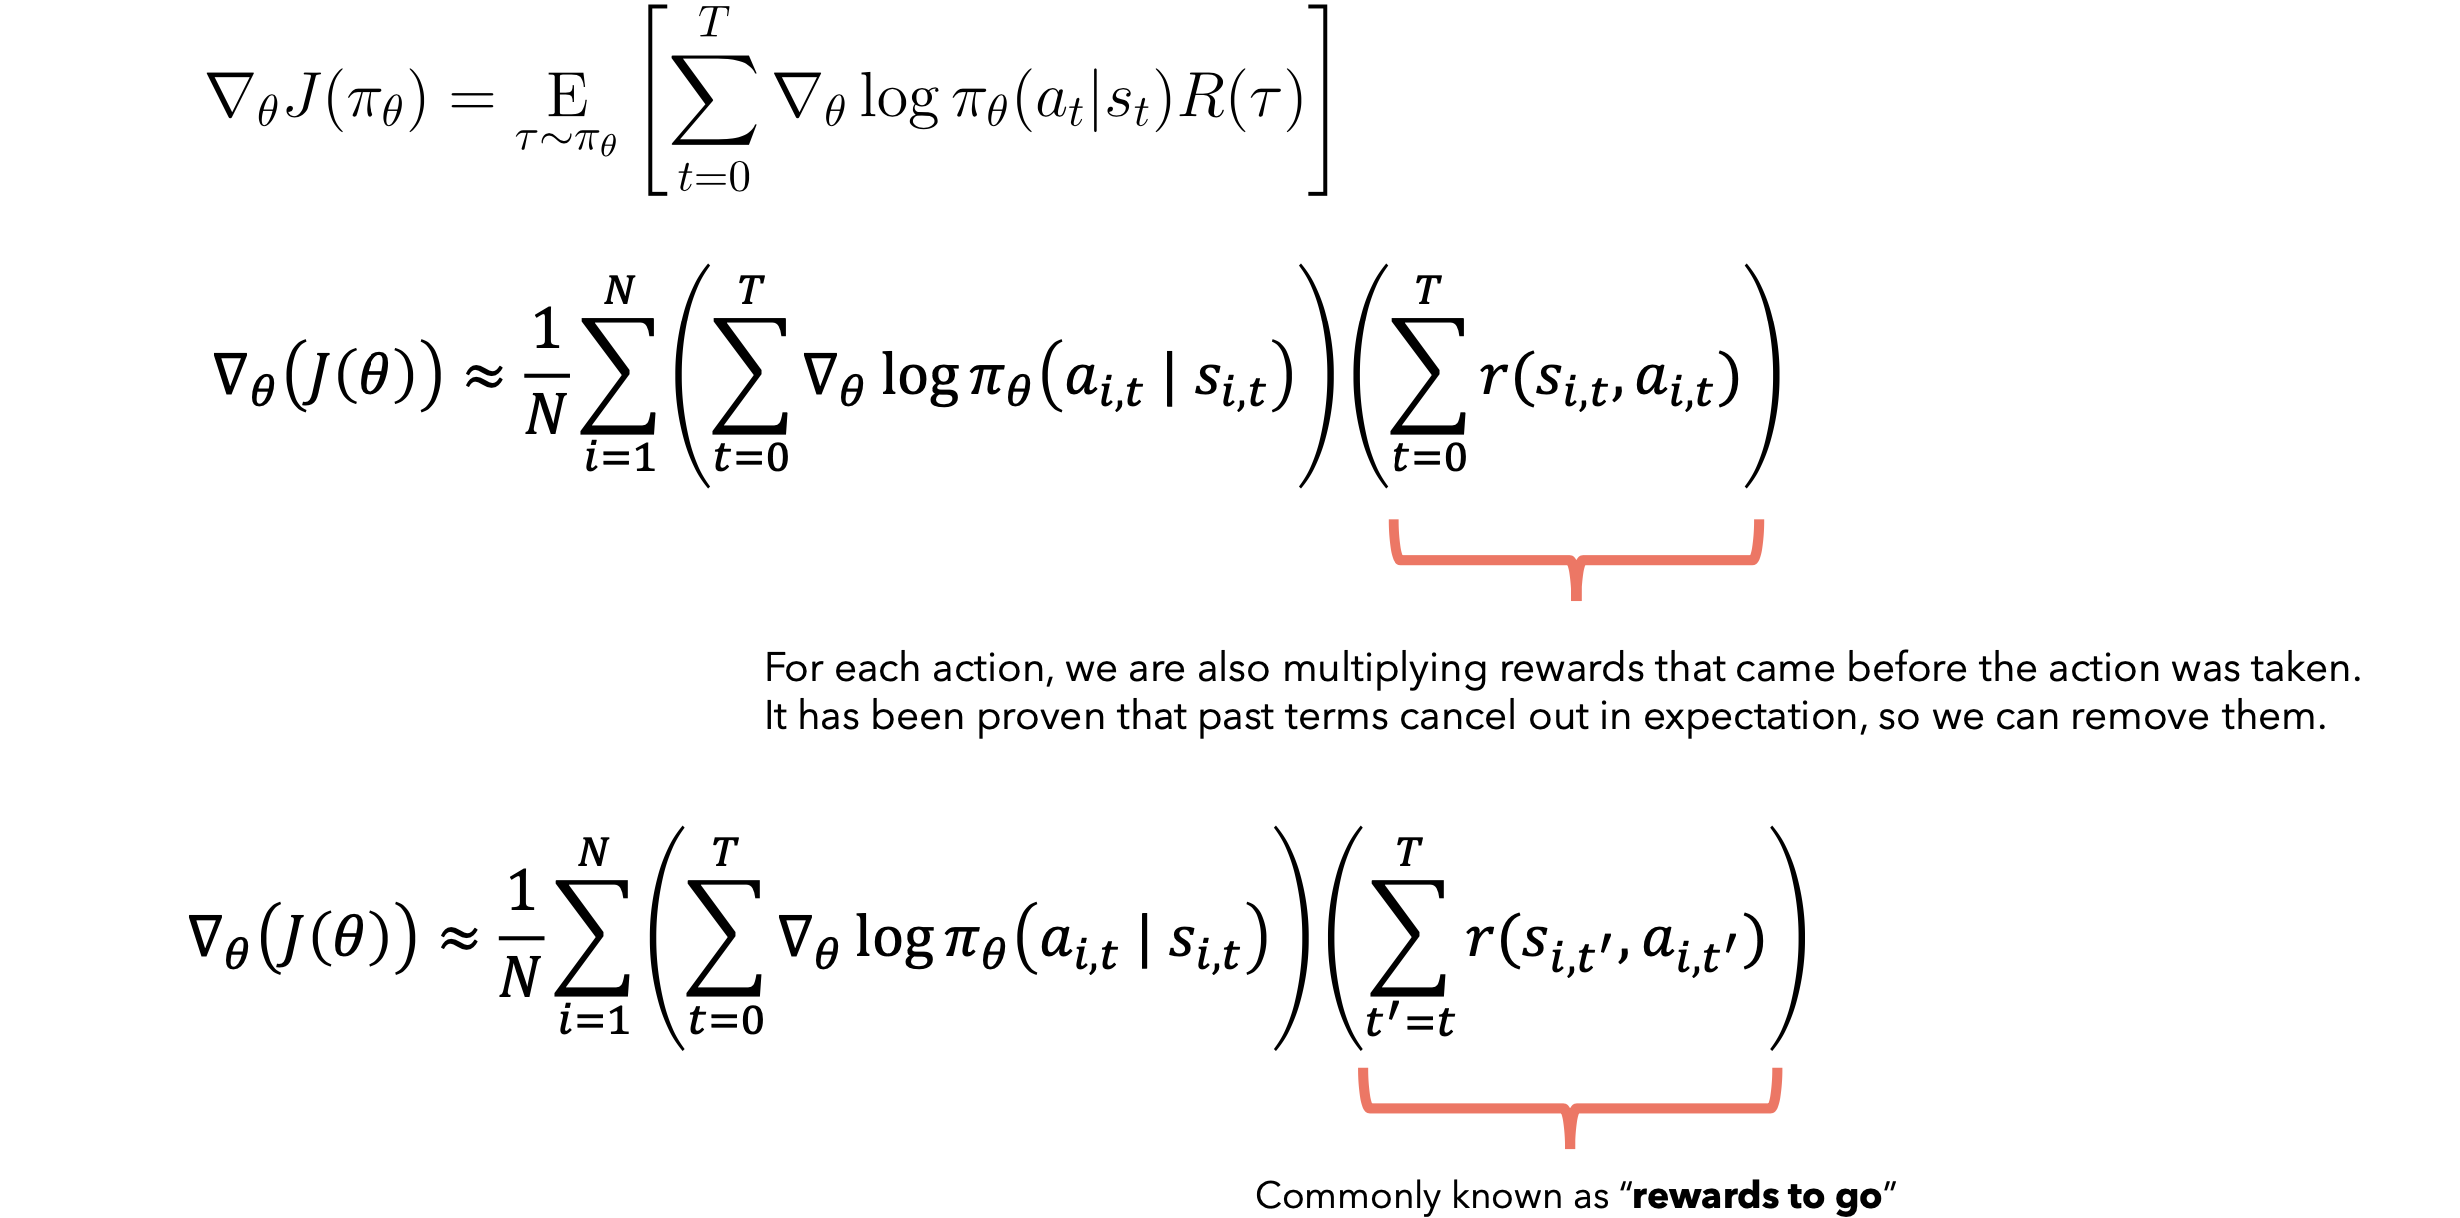 $\nabla_\theta J(\pi_\theta) = \underset{\tau \sim \pi_\theta}{\mathrm{E}} \left[ \sum_{t=0}^{T} \nabla_\theta \log \pi_\theta(a_t|s_t) R(\tau) \right]$
$\nabla_\theta(J(\theta)) \approx \frac{1}{N} \sum_{i=1}^{N} \left( \sum_{t=0}^{T} \nabla_\theta \log \pi_\theta(a_{i,t} \mid s_{i,t}) \right) \left( \sum_{t=0}^{T} r(s_{i,t}, a_{i,t}) \right)$
For each action, we are also multiplying rewards that came before the action was taken.
It has been proven that past terms cancel out in expectation, so we can remove them.
$\nabla_\theta(J(\theta)) \approx \frac{1}{N} \sum_{i=1}^{N} \left( \sum_{t=0}^{T} \nabla_\theta \log \pi_\theta(a_{i,t} \mid s_{i,t}) \right) \left( \sum_{t'=t}^{T} r(s_{i,t'}, a_{i,t'}) \right)$
Commonly known as “rewards to go”